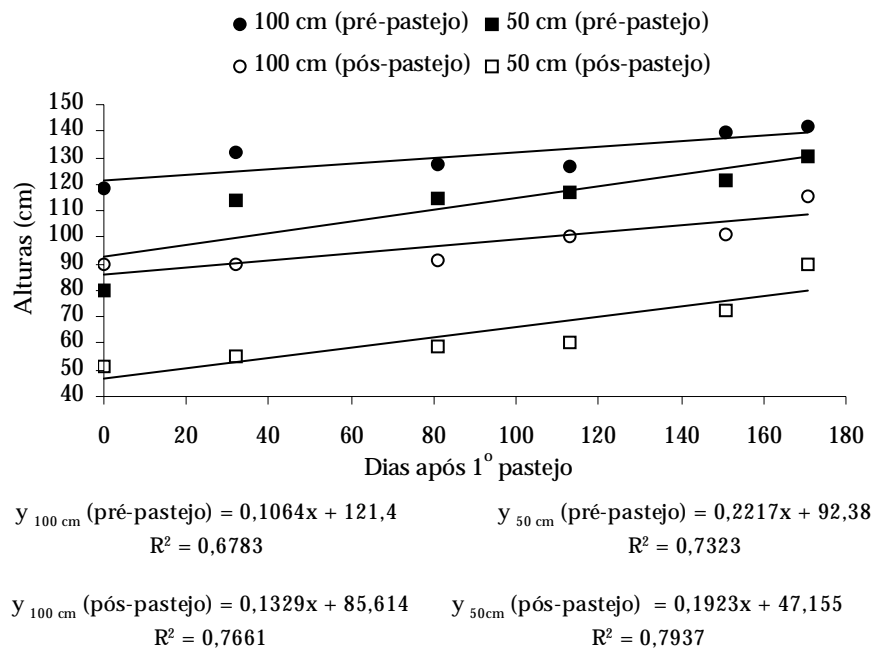 ● 100 cm (pré-pastejo) ■ 50 cm (pré-pastejo)
○ 100 cm (pós-pastejo) □ 50 cm (pós-pastejo)
Alturas (cm)
150
140
130
120
110
100
90
80
70
60
50
40
0 20 40 60 80 100 120 140 160 180
Dias após 1º pastejo
y 100 cm (pré-pastejo) = 0,1064x + 121,4
R² = 0,6783
y 50 cm (pré-pastejo) = 0,2217x + 92,38
R² = 0,7323
y 100 cm (pós-pastejo) = 0,1329x + 85,614
R² = 0,7661
y 50cm (pós-pastejo) = 0,1923x + 47,155
R² = 0,7937